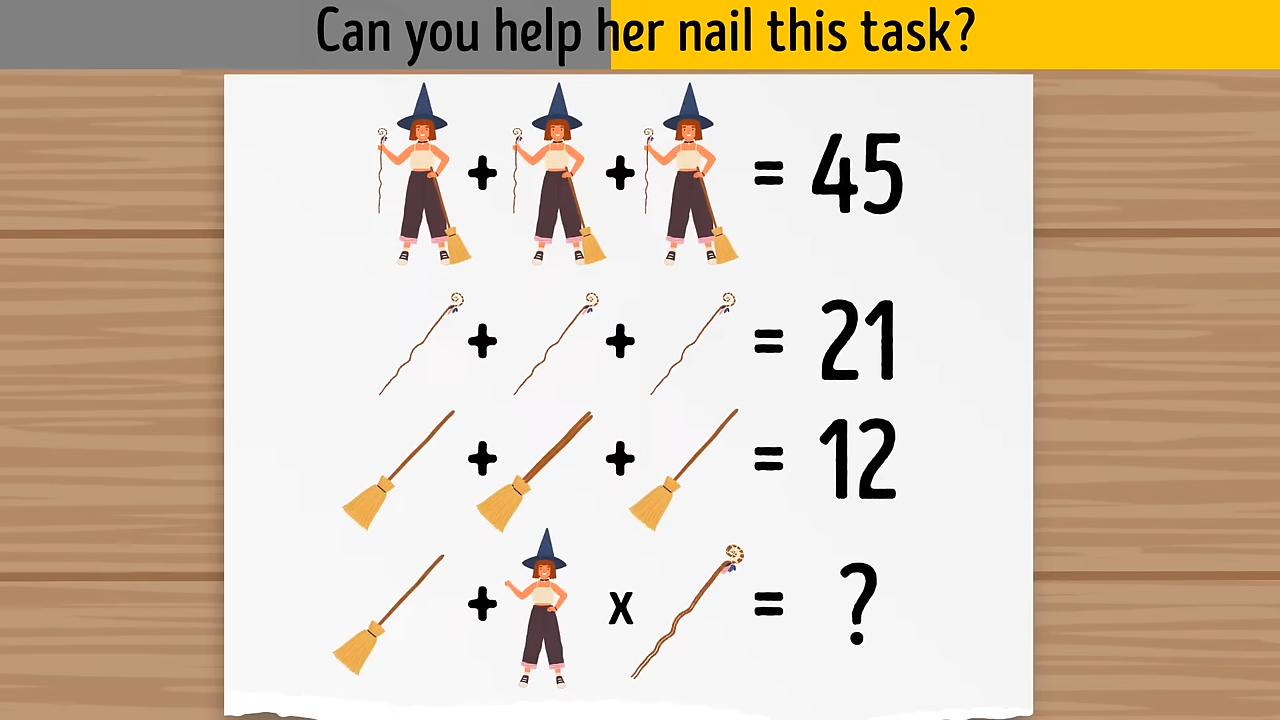 Can you help her nail this task?
+ + = 45
+ + = 21
+ + = 12
+ x = ?